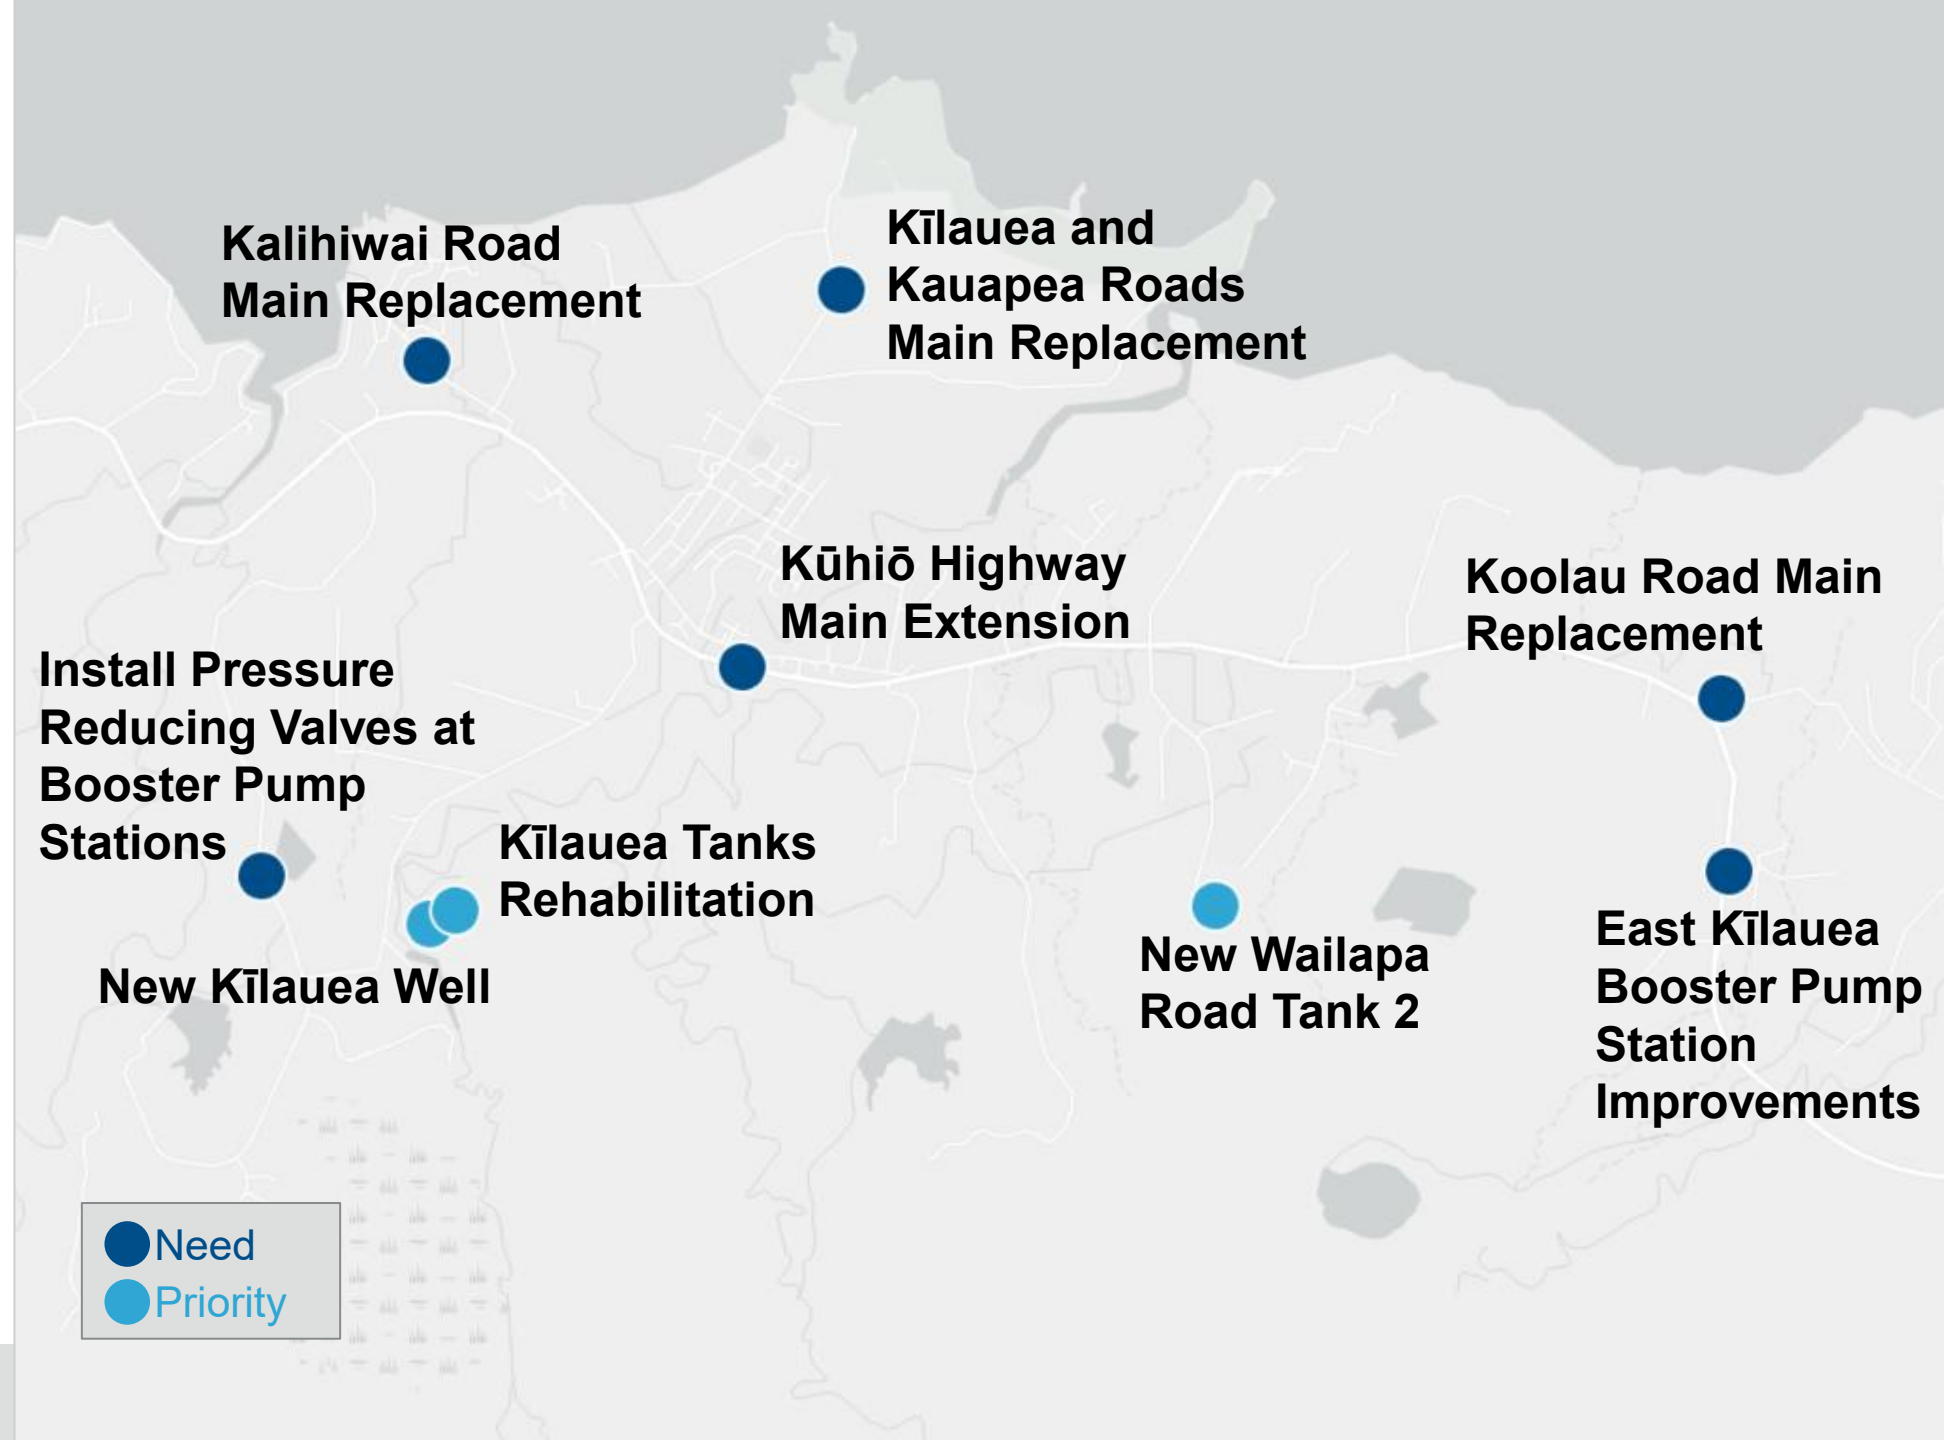 Kalihiwai Road
Main Replacement
Kīlauea and
Kauapea Roads
Main Replacement
Kūhiō Highway
Main Extension
Koolau Road Main
Replacement
Install Pressure
Reducing Valves at
Booster Pump
Stations
Kīlauea Tanks
Rehabilitation
New Kīlauea Well
New Wailapa
Road Tank 2
East Kīlauea
Booster Pump
Station
Improvements
Need
Priority